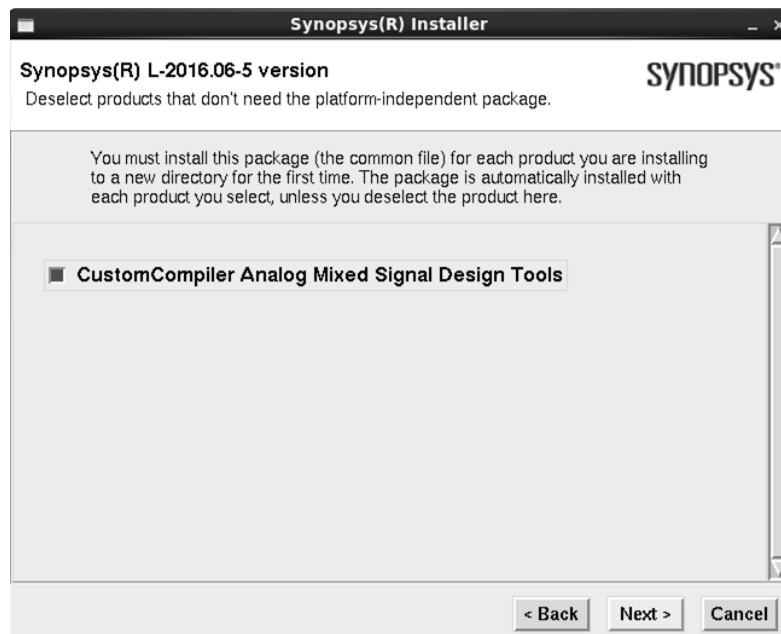 Synopsys(R) Installer
Synopsys(R) L-2016.06-5 version
SYNOPSYS®
Deselect products that don't need the platform-independent package.
You must install this package (the common file) for each product you are installing
to a new directory for the first time. The package is automatically installed with
each product you select, unless you deselect the product here.
CustomCompiler Analog Mixed Signal Design Tools
< Back Next > Cancel